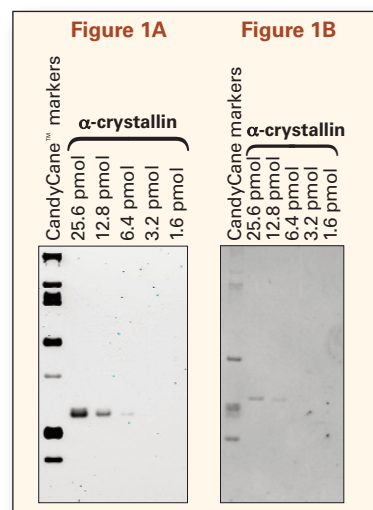 Figure 1A
CandyCane™ markers
α-crystallin
25.6 pmol
12.8 pmol
6.4 pmol
3.2 pmol
1.6 pmol
Figure 1B
CandyCane markers
α-crystallin
25.6 pmol
12.8 pmol
6.4 pmol
3.2 pmol
1.6 pmol